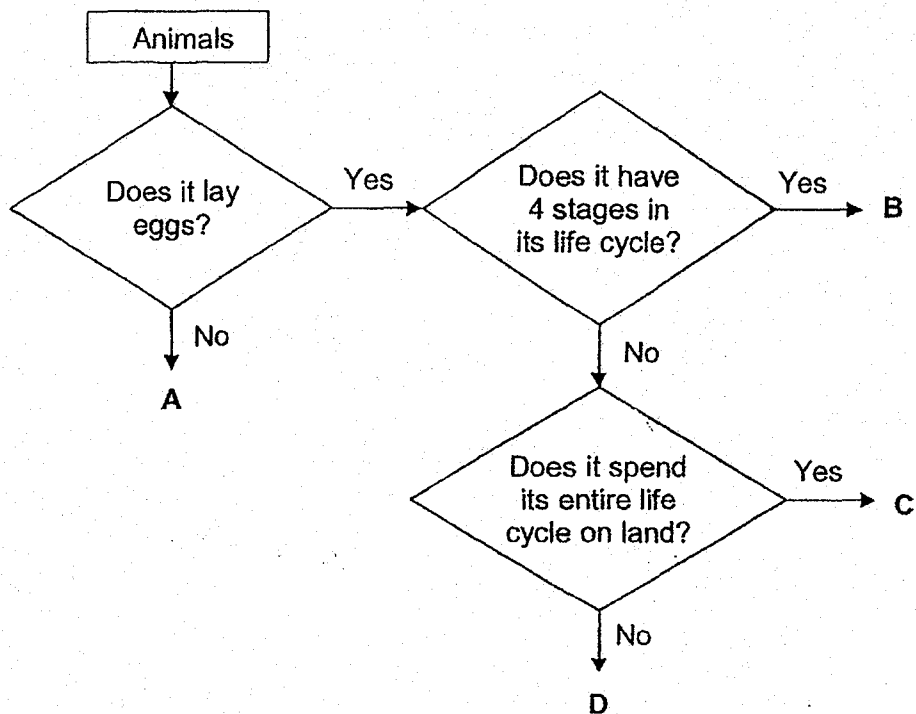 Animals
Does it lay
eggs?
Yes
Does it have
4 stages in
its life cycle?
Yes
B
No
A
No
Does it spend
its entire life
cycle on land?
Yes
C
No
D